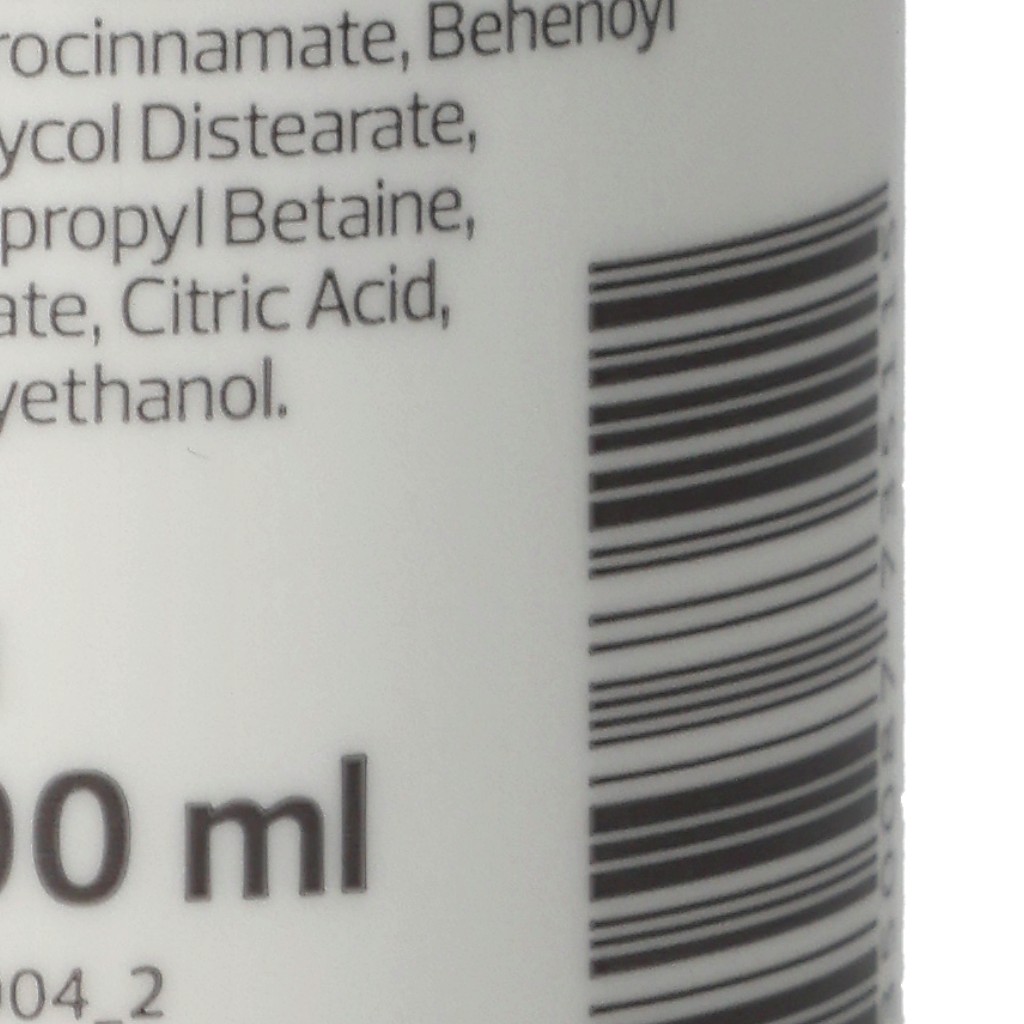 rocinnamate, Behenoyl
ycol Distearate,
propyl Betaine,
ate, Citric Acid,
yethanol.
00 ml
004_2